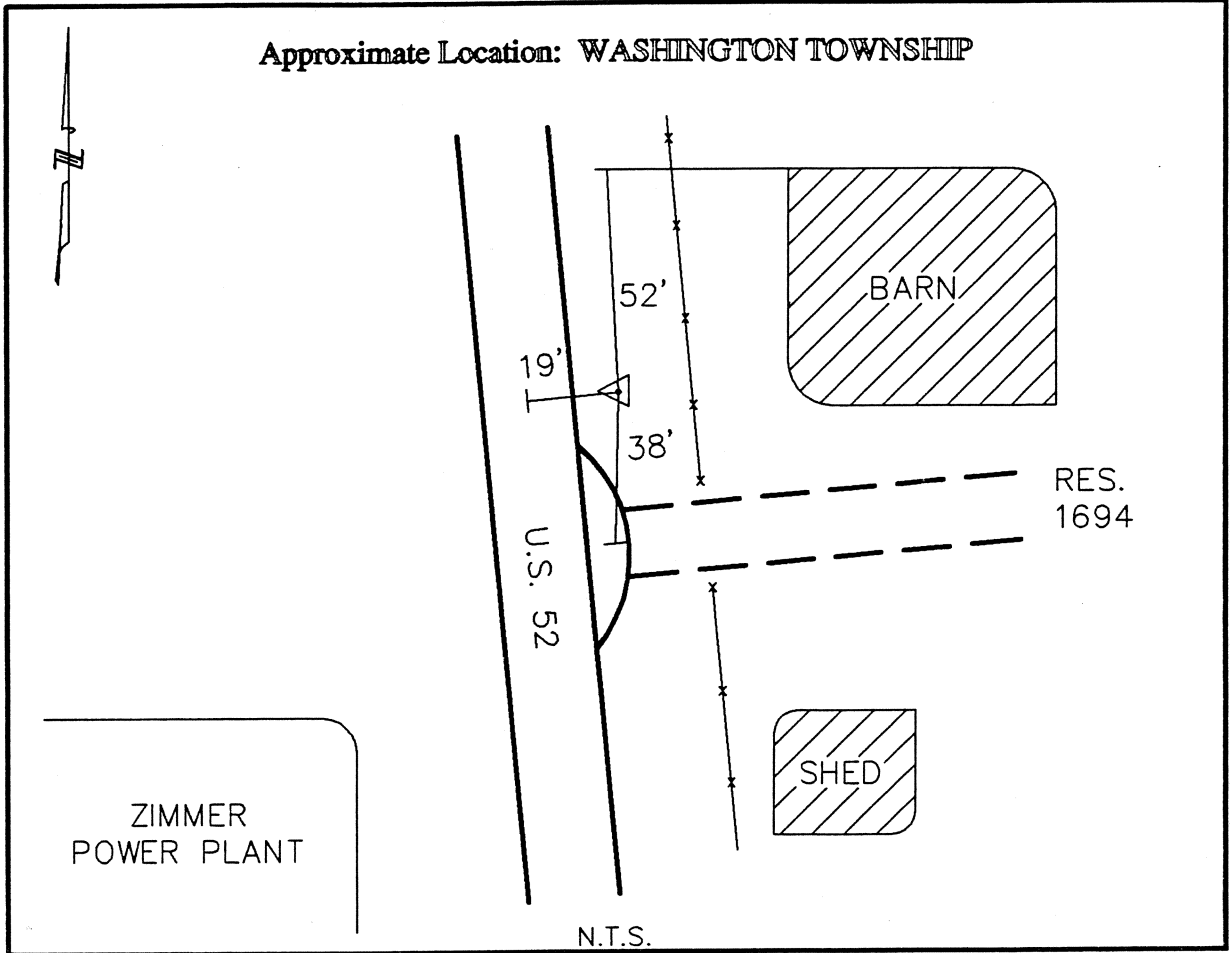 Approximate Location: WASHINGTON TOWNSHIP
N
52'
BARN
19'
38'
RES.
1694
U.S. 52
SHED
ZIMMER
POWER PLANT
N.T.S.